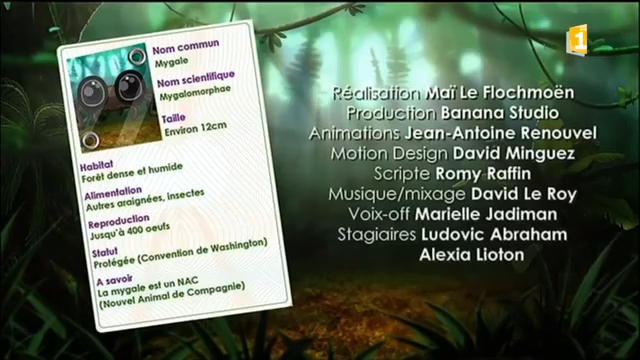 1
Nom commun
Mygale
Nom scientifique
Mygalomorphae
Taille
Environ 12cm
Habitat
Forêt dense et humide
Alimentation
Autres araignées, insectes
Reproduction
Jusqu'à 400 oeufs
Statut
Protégée (Convention de Washington)
A savoir
La mygale est un NAC
(Nouvel Animal de Compagnie)
Réalisation Maï Le Flochmoën
Production Banana Studio
Animations Jean-Antoine Renouvel
Motion Design David Minguez
Scripte Romy Raffin
Musique/mixage David Le Roy
Voix-off Marielle Jadiman
Stagiaires Ludovic Abraham
Alexia Lioton